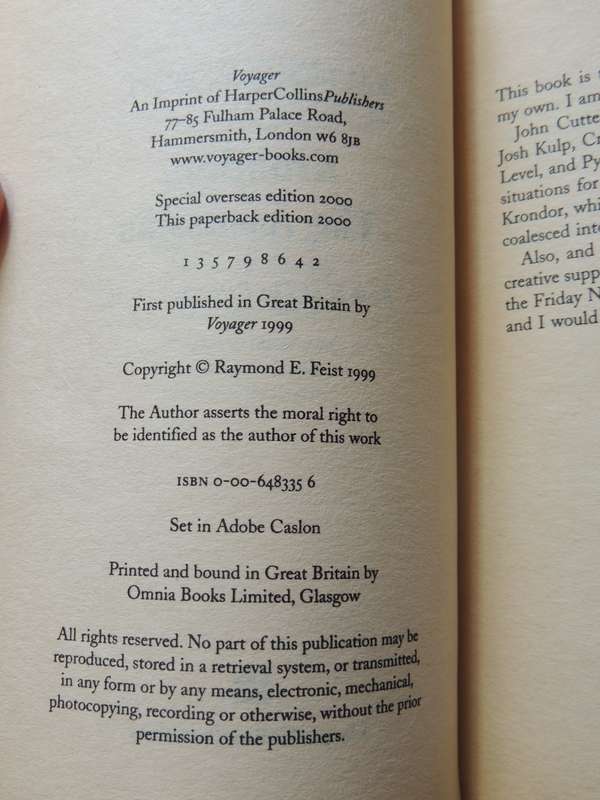 Voyager
An Imprint of HarperCollinsPublishers
77–85 Fulham Palace Road,
Hammersmith, London W6 8JB
www.voyager-books.com
Special overseas edition 2000
This paperback edition 2000
1 3 5 7 9 8 6 4 2
First published in Great Britain by
Voyager 1999
Copyright © Raymond E. Feist 1999
The Author asserts the moral right to
be identified as the author of this work
ISBN 0-00-648335 6
Set in Adobe Caslon
Printed and bound in Great Britain by
Omnia Books Limited, Glasgow
All rights reserved. No part of this publication may be
reproduced, stored in a retrieval system, or transmitted,
in any form or by any means, electronic, mechanical,
photocopying, recording or otherwise, without the prior
permission of the publishers.
This book is
my own. I am
John Cutte
Josh Kulp, Cr
Level, and Py
situations for
Krondor, whi
coalesced into
Also, and
creative supp
the Friday N
and I would